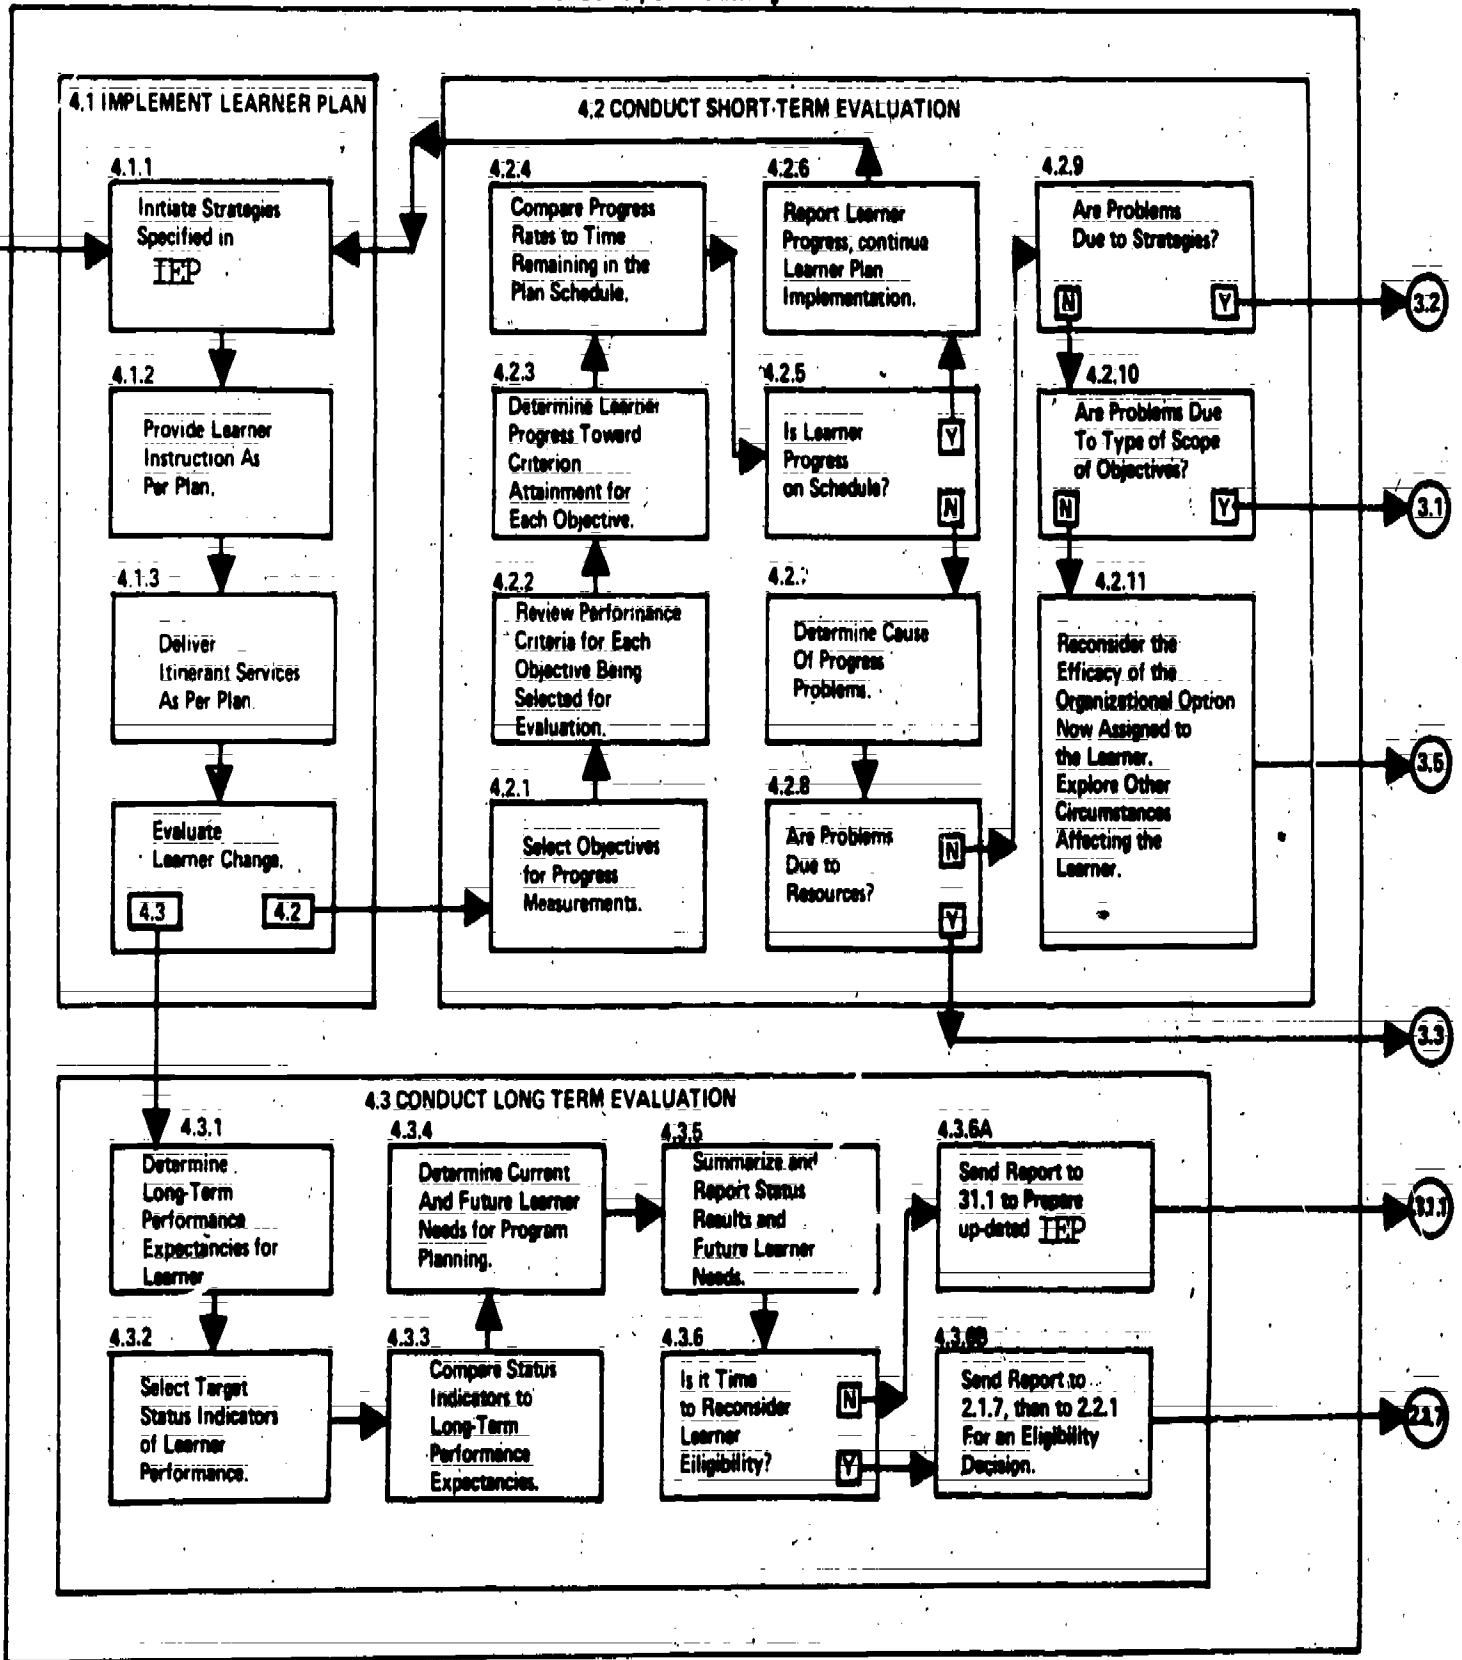 4.1 IMPLEMENT LEARNER PLAN
4.1.1
Initiate Strategies
Specified in
IEP
4.1.2
Provide Learner
Instruction As
Per Plan.
4.1.3
Deliver
Itinerant Services
As Per Plan.
Evaluate
Learner Change.
4.3
4.2
4.2 CONDUCT SHORT-TERM EVALUATION
4.2.4
Compare Progress
Rates to Time
Remaining in the
Plan Schedule.
4.2.3
Determine Learner
Progress Toward
Criterion
Attainment for
Each Objective.
4.2.2
Review Performance
Criteria for Each
Objective Being
Selected for
Evaluation.
4.2.1
Select Objectives
for Progress
Measurements.
4.2.6
Report Learner
Progress, continue
Learner Plan
Implementation.
4.2.5
Is Learner
Progress
on Schedule?
Y
N
4.2.
Determine Cause
Of Progress
Problems.
4.2.8
Are Problems
Due to
Resources?
N
Y
4.2.9
Are Problems
Due to Strategies?
N
Y
3.2
4.2.10
Are Problems Due
To Type of Scope
of Objectives?
N
Y
3.1
4.2.11
Reconsider the
Efficacy of the
Organizational Option
Now Assigned to
the Learner.
Explore Other
Circumstances
Affecting the
Learner.
3.5
3.3
4.3 CONDUCT LONG TERM EVALUATION
4.3.1
Determine
Long-Term
Performance
Expectancies for
Learner
4.3.2
Select Target
Status Indicators
of Learner
Performance.
4.3.4
Determine Current
And Future Learner
Needs for Program
Planning.
4.3.3
Compare Status
Indicators to
Long-Term
Performance
Expectancies.
4.3.5
Summarize and
Report Status
Results and
Future Learner
Needs.
4.3.6
Is it Time
to Reconsider
Learner
Eiligibility?
N
Y
4.3.6A
Send Report to
31.1 to Prepare
up-dated IEP
4.3.6B
Send Report to
2.1.7, then to 2.2.1
For an Eligibility
Decision.
2.1.7